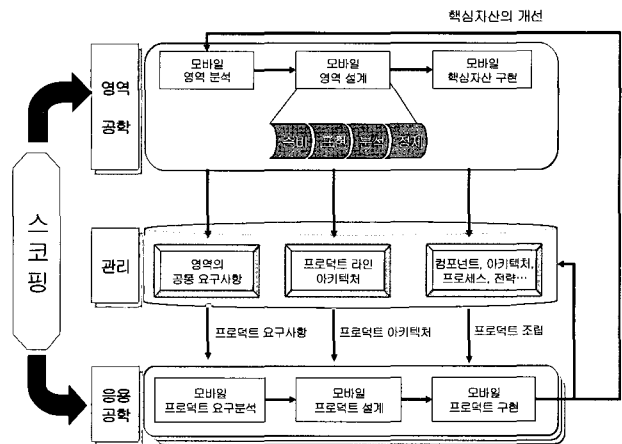 핵심자산의 개선
영역
공학
모바일
영역 분석
모바일
영역 설계
모바일
핵심자산 구현
스코핑
관리
영역의
공통 요구사항
프로덕트 라인
아키텍처
컴포넌트, 아키텍처,
프로세스, 전략…
프로덕트 요구사항
프로덕트 아키텍처
프로덕트 조립
응용
공학
모바일
프로덕트 요구분석
모바일
프로덕트 설계
모바일
프로덕트 구현